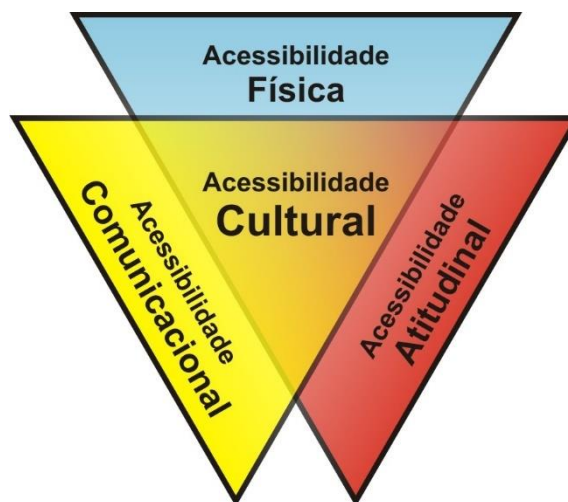 Acessibilidade
Física
Acessibilidade
Cultural
Acessibilidade
Comunicacional
Acessibilidade
Atitudinal